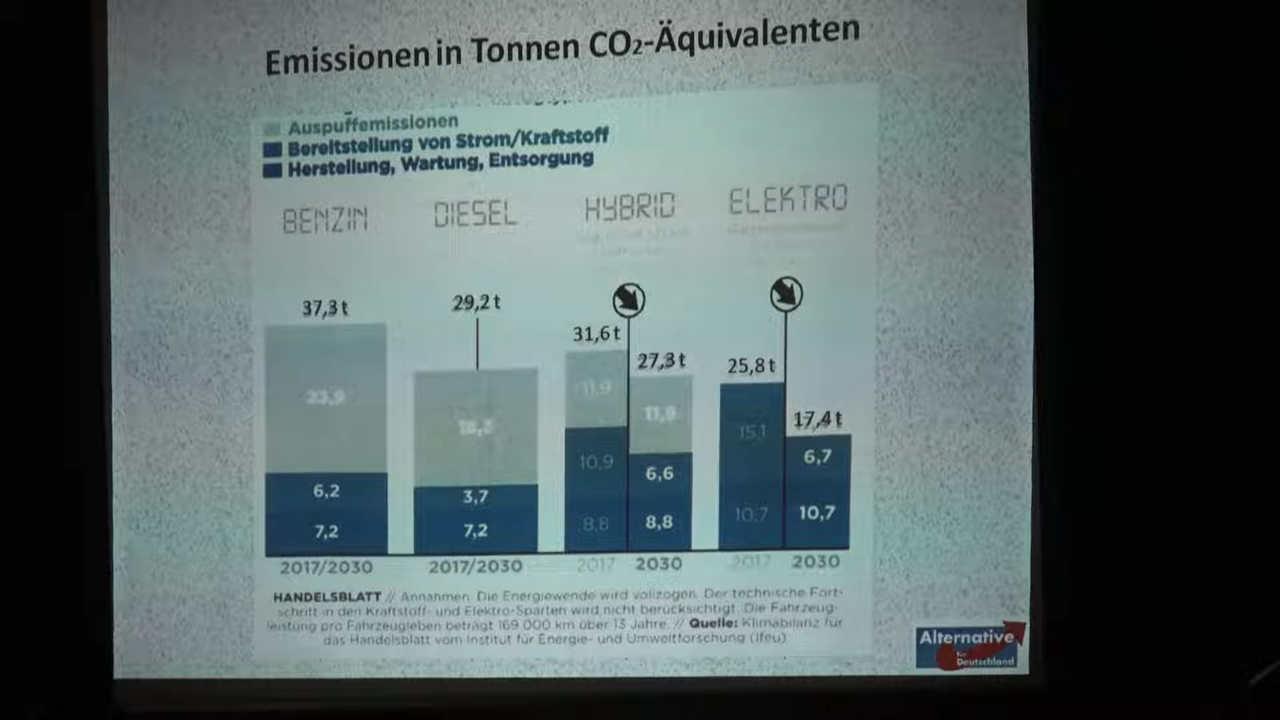 Emissionen in Tonnen CO₂-Äquivalenten
Auspuffemissionen
Bereitstellung von Strom/Kraftstoff
Herstellung, Wartung, Entsorgung
BENZIN DIESEL HYBRID ELEKTRO
37,3 t 29,2 t 31,6 t 27,3 t 25,8 t 17,4 t
23,9 18,3 11,9 11,9 15,1 6,7
6,2 3,7 10,9 6,6
7,2 7,2 8,8 8,8 10,7 10,7
2017/2030 2017/2030 2017 2030 2017 2030
HANDELSBLATT // Annahmen: Die Energiewende wird vollzogen. Der technische Fort-
schritt in den Kraftstoff- und Elektro-Sparten wird nicht berücksichtigt. Die Fahrzeug-
leistung pro Fahrzeugleben beträgt 169 000 km über 13 Jahre. // Quelle: Klimabilanz für
das Handelsblatt vom Institut für Energie- und Umweltforschung (Ifeu)
Alternative
für
Deutschland